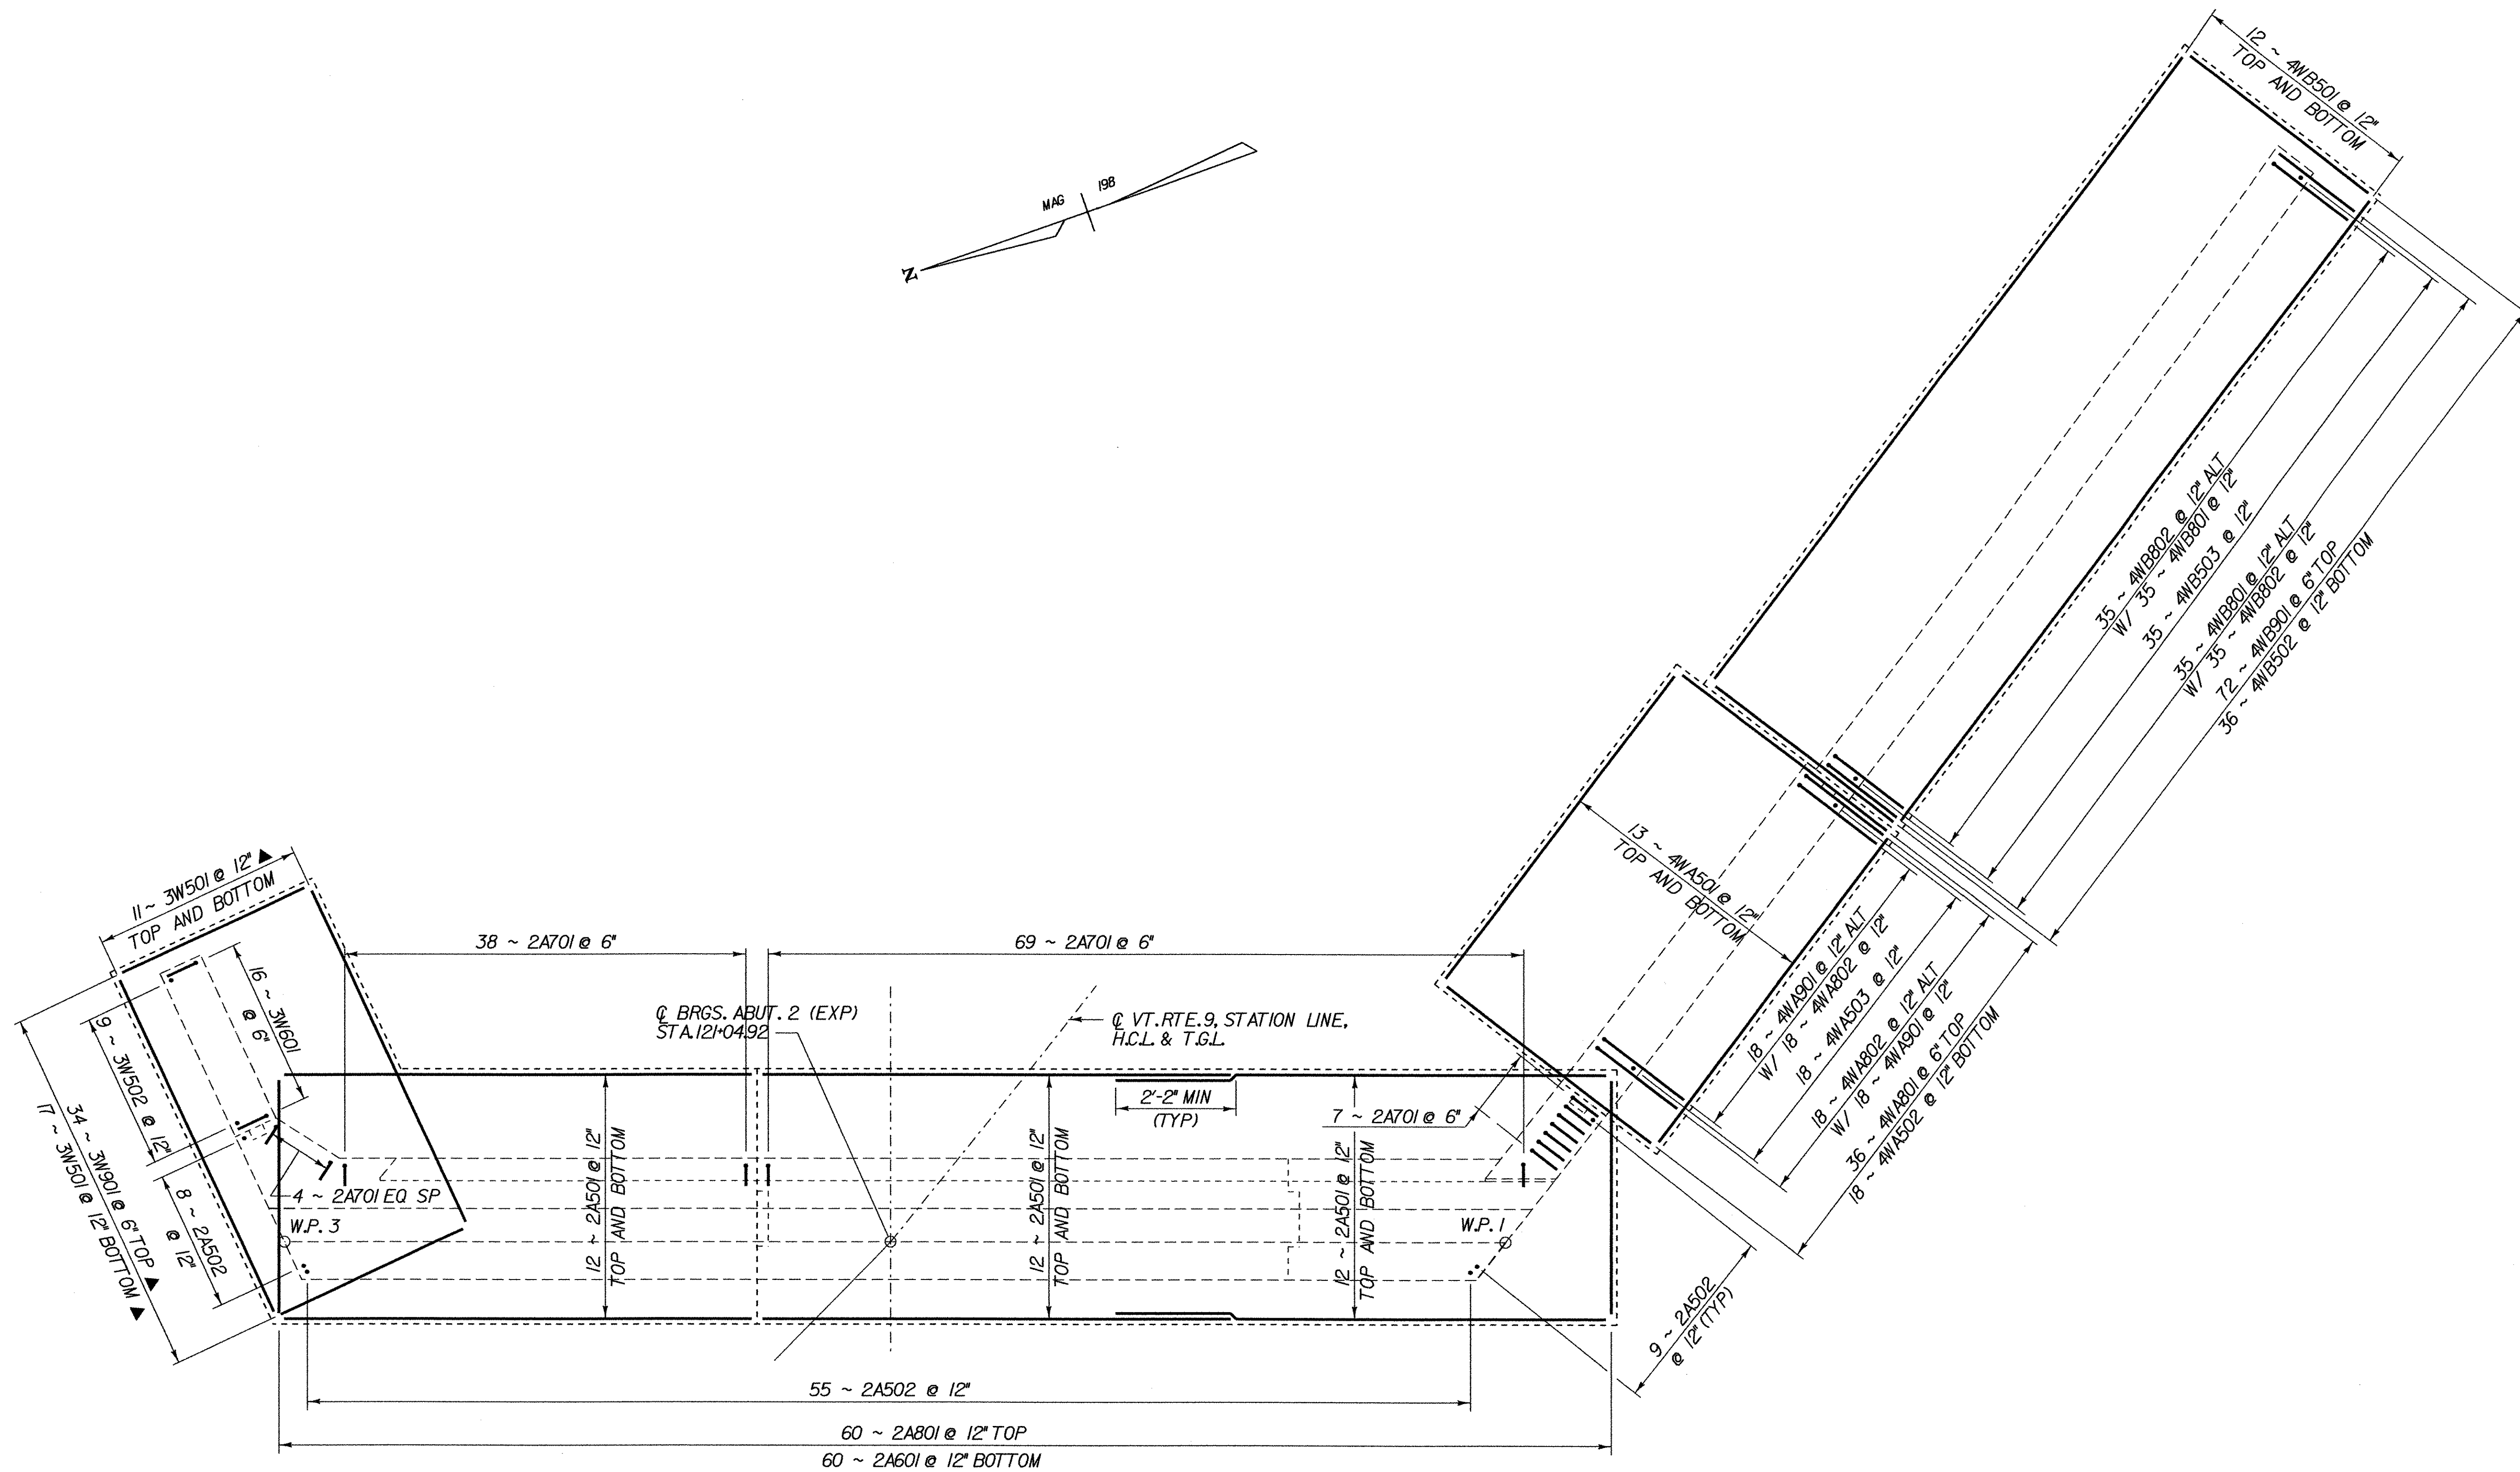 12 ~ 4WB501 @ 12"
TOP AND BOTTOM
MAG
198
N
35 ~ 4WB802 @ 12" ALT
W/ 35 ~ 4WB801 @ 12"
35 ~ 4WB503 @ 12"
35 ~ 4WB801 @ 12" ALT
W/ 35 ~ 4WB802 @ 12"
72 ~ 4WB901 @ 6" TOP
36 ~ 4WB502 @ 12" BOTTOM
13 ~ 4WA501 @ 12"
TOP AND BOTTOM
18 ~ 4WA901 @ 12" ALT
W/ 18 ~ 4WA802 @ 12"
18 ~ 4WA503 @ 12"
18 ~ 4WA802 @ 12" ALT
W/ 18 ~ 4WA901 @ 12"
36 ~ 4WA801 @ 6" TOP
18 ~ 4WA502 @ 12" BOTTOM
11 ~ 3W501 @ 12" ▲
TOP AND BOTTOM
16 ~ 3W601
@ 6"
9 ~ 3W502 @ 12"
34 ~ 3W901 @ 6" TOP ▲
17 ~ 3W501 @ 12" BOTTOM ▲
8 ~ 2A502
@ 12"
38 ~ 2A701 @ 6"
69 ~ 2A701 @ 6"
℄ BRGS. ABUT. 2 (EXP)
STA. 121+04.92
℄ VT. RTE. 9, STATION LINE,
H.C.L. & T.G.L.
2'-2" MIN
(TYP)
7 ~ 2A701 @ 6"
4 ~ 2A701 EQ SP
W.P. 3
12 ~ 2A501 @ 12"
TOP AND BOTTOM
12 ~ 2A501 @ 12"
TOP AND BOTTOM
12 ~ 2A501 @ 12"
TOP AND BOTTOM
W.P. 1
9 ~ 2A502
@ 12" (TYP)
55 ~ 2A502 @ 12"
60 ~ 2A801 @ 12" TOP
60 ~ 2A601 @ 12" BOTTOM